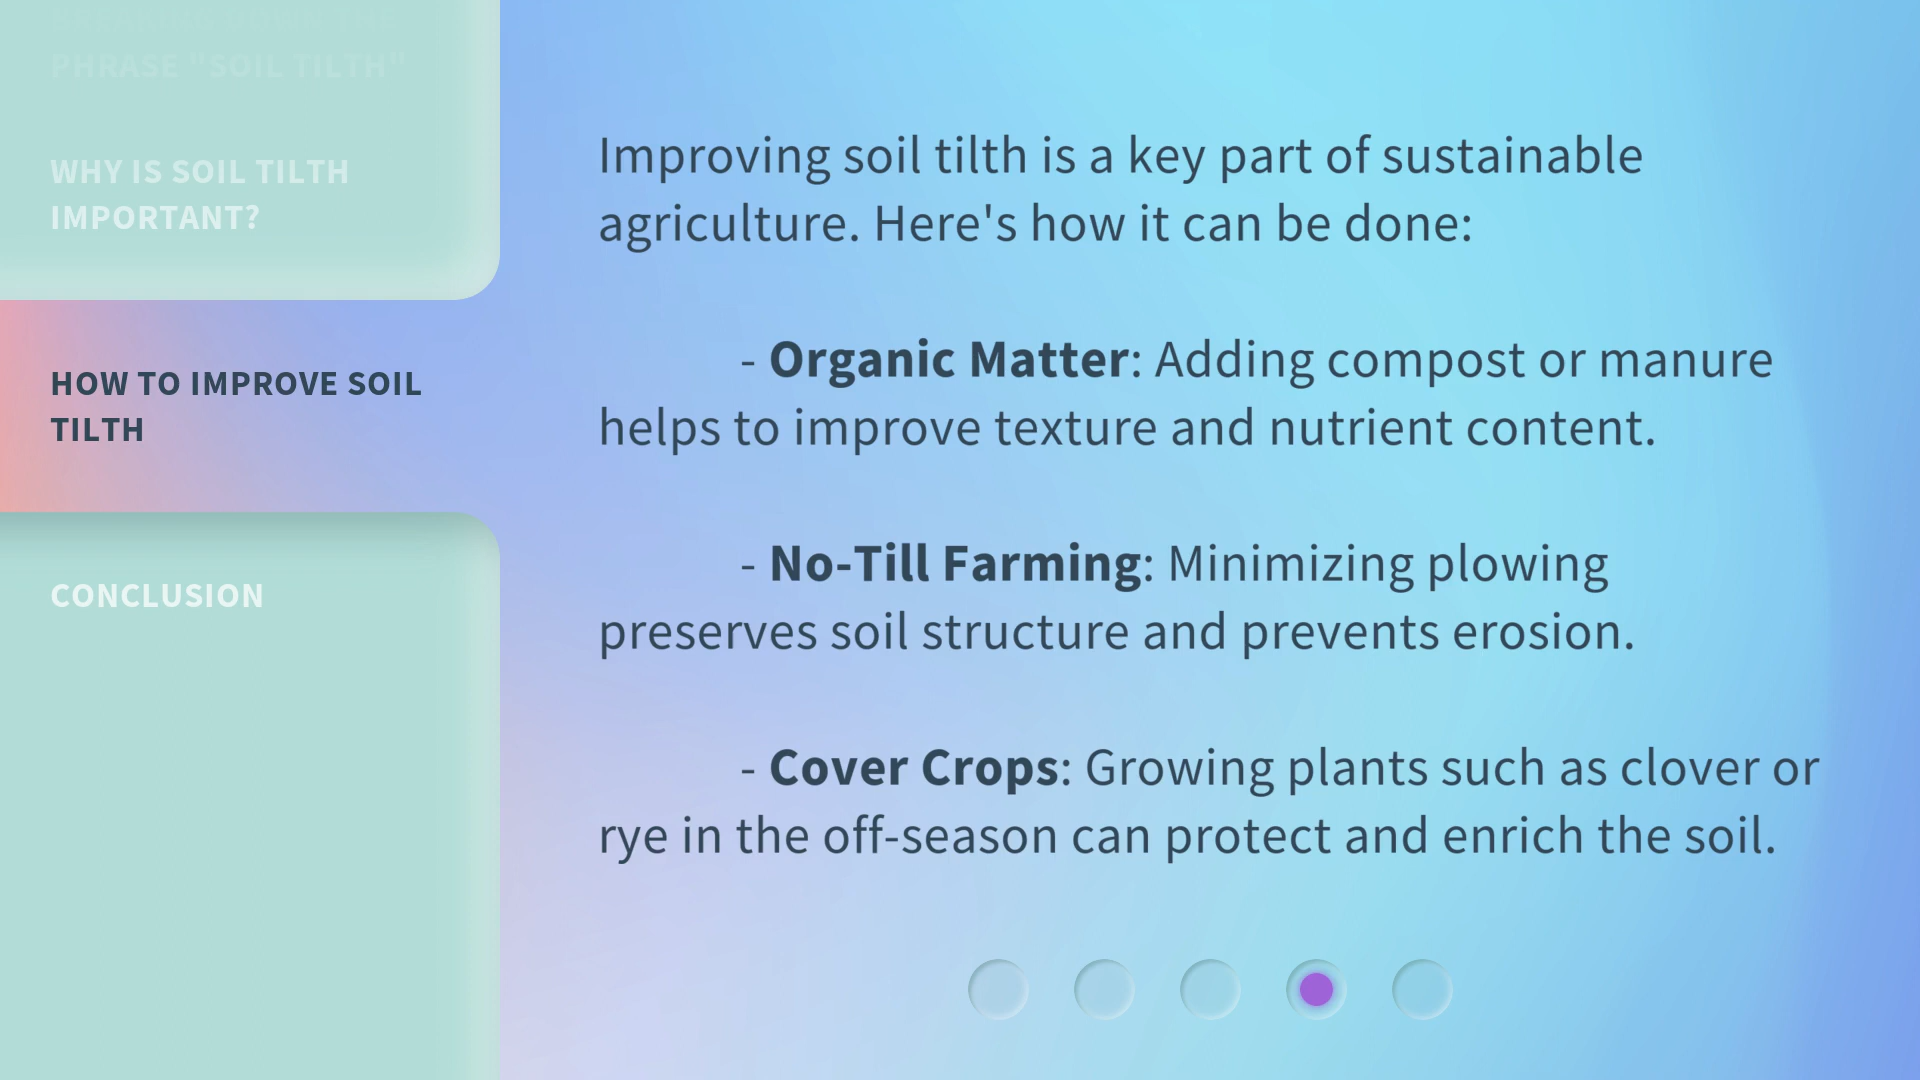 PHRASE "SOIL TILTH"
WHY IS SOIL TILTH
IMPORTANT?
HOW TO IMPROVE SOIL
TILTH
CONCLUSION
Improving soil tilth is a key part of sustainable
agriculture. Here's how it can be done:
- Organic Matter: Adding compost or manure
helps to improve texture and nutrient content.
- No-Till Farming: Minimizing plowing
preserves soil structure and prevents erosion.
- Cover Crops: Growing plants such as clover or
rye in the off-season can protect and enrich the soil.